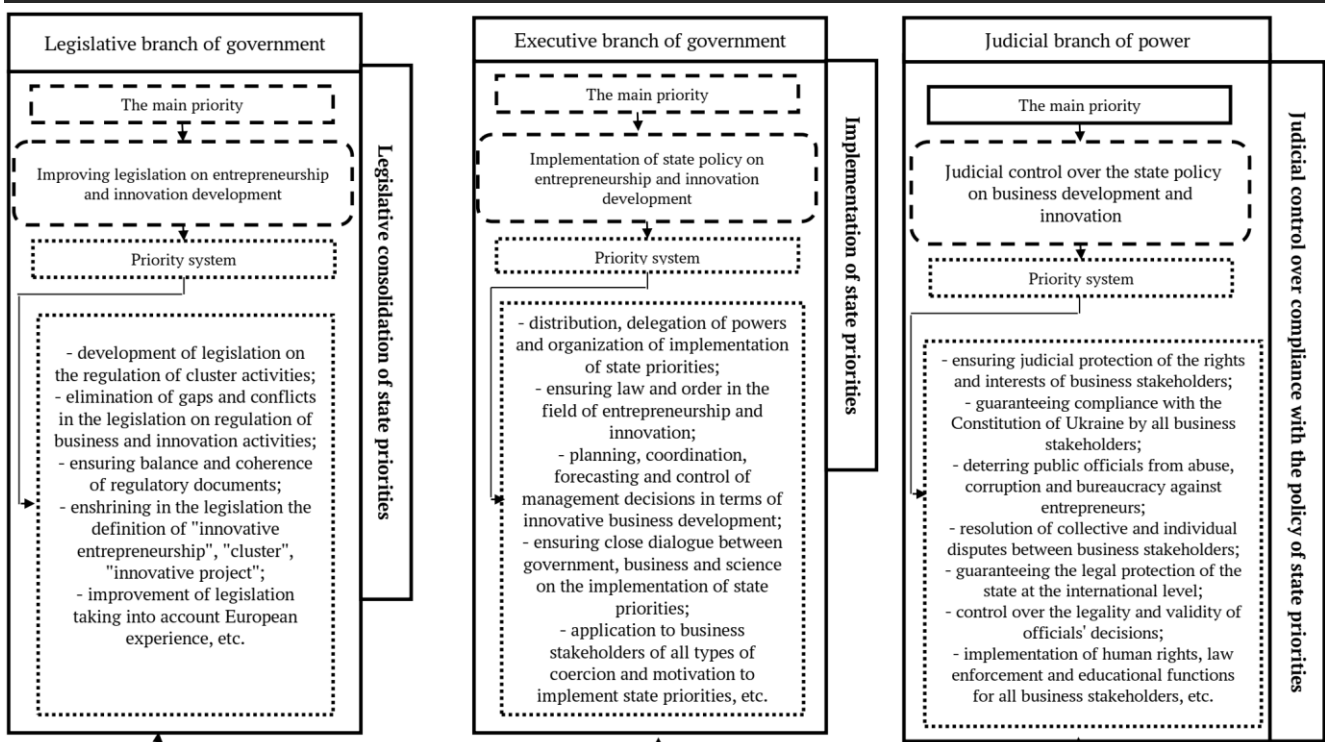 Legislative branch of government
The main priority
Improving legislation on entrepreneurship
and innovation development
Priority system
- development of legislation on
the regulation of cluster activities;
- elimination of gaps and conflicts
in the legislation on regulation of
business and innovation activities;
- ensuring balance and coherence
of regulatory documents;
- enshrining in the legislation the
definition of "innovative
entrepreneurship", "cluster",
"innovative project";
- improvement of legislation
taking into account European
experience, etc.
Legislative consolidation of state priorities
Executive branch of government
The main priority
Implementation of state policy on
entrepreneurship and innovation
development
Priority system
- distribution, delegation of powers
and organization of implementation
of state priorities;
- ensuring law and order in the
field of entrepreneurship and
innovation;
- planning, coordination,
forecasting and control of
management decisions in terms of
innovative business development;
- ensuring close dialogue between
government, business and science
on the implementation of state
priorities;
- application to business
stakeholders of all types of
coercion and motivation to
implement state priorities, etc.
Implementation of state priorities
Judicial branch of power
The main priority
Judicial control over the state policy
on business development and
innovation
Priority system
- ensuring judicial protection of the rights
and interests of business stakeholders;
- guaranteeing compliance with the
Constitution of Ukraine by all business
stakeholders;
- deterring public officials from abuse,
corruption and bureaucracy against
entrepreneurs;
- resolution of collective and individual
disputes between business stakeholders;
- guaranteeing the legal protection of the
state at the international level;
- control over the legality and validity of
officials' decisions;
- implementation of human rights, law
enforcement and educational functions
for all business stakeholders, etc.
Judicial control over compliance with the policy of state priorities